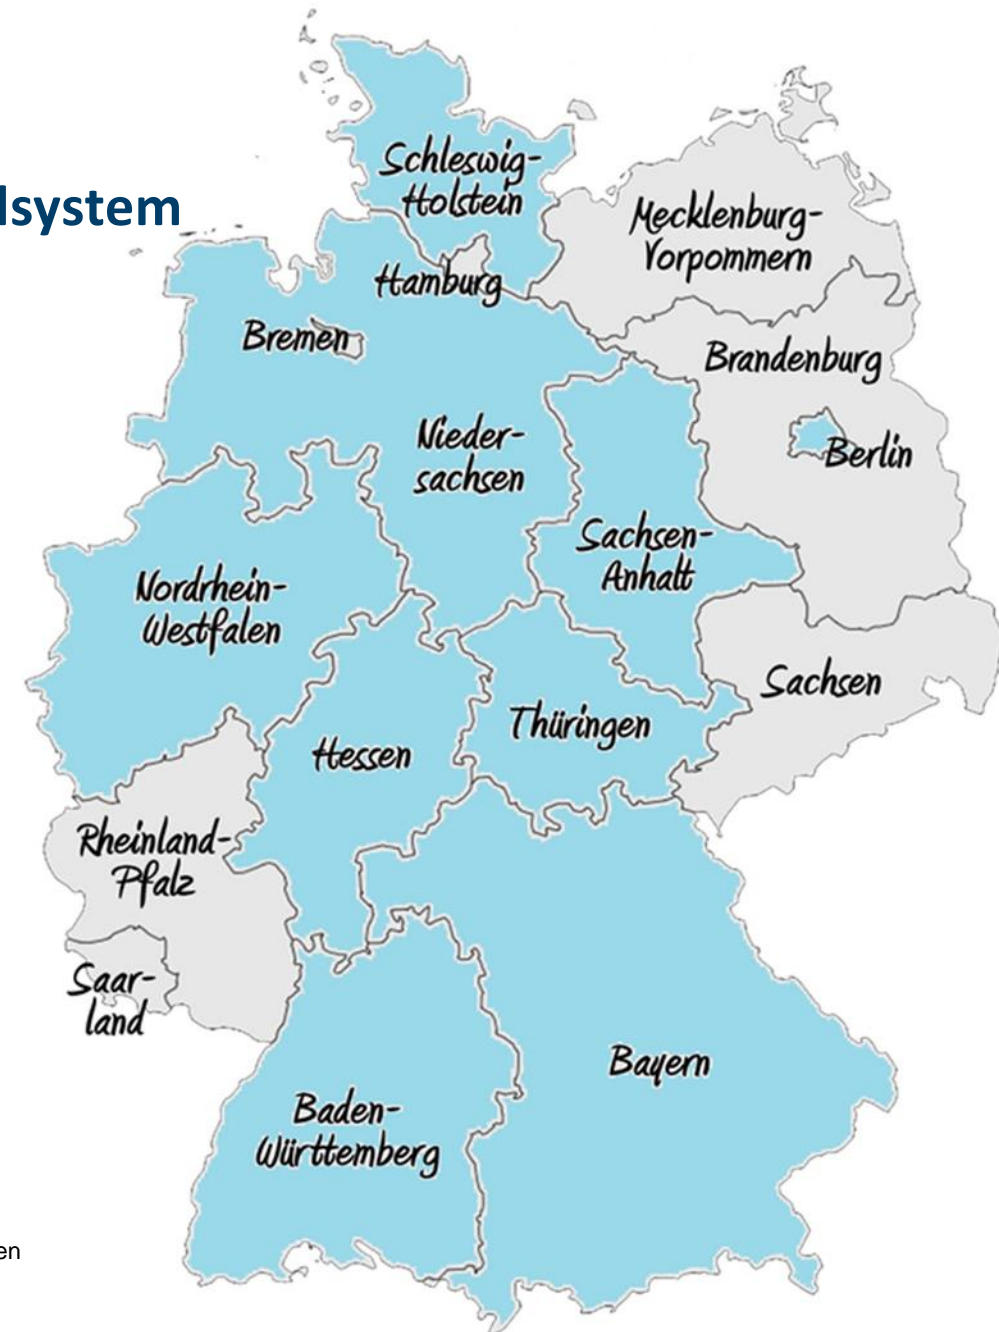 lsystem
Schleswig-
Holstein
Mecklenburg-
Vorpommern
Hamburg
Bremen
Brandenburg
Nieder-
sachsen
Berlin
Sachsen-
Anhalt
Nordrhein-
Westfalen
Sachsen
Thüringen
Hessen
Rheinland-
Pfalz
Saar-
land
Bayern
Baden-
Württemberg
en